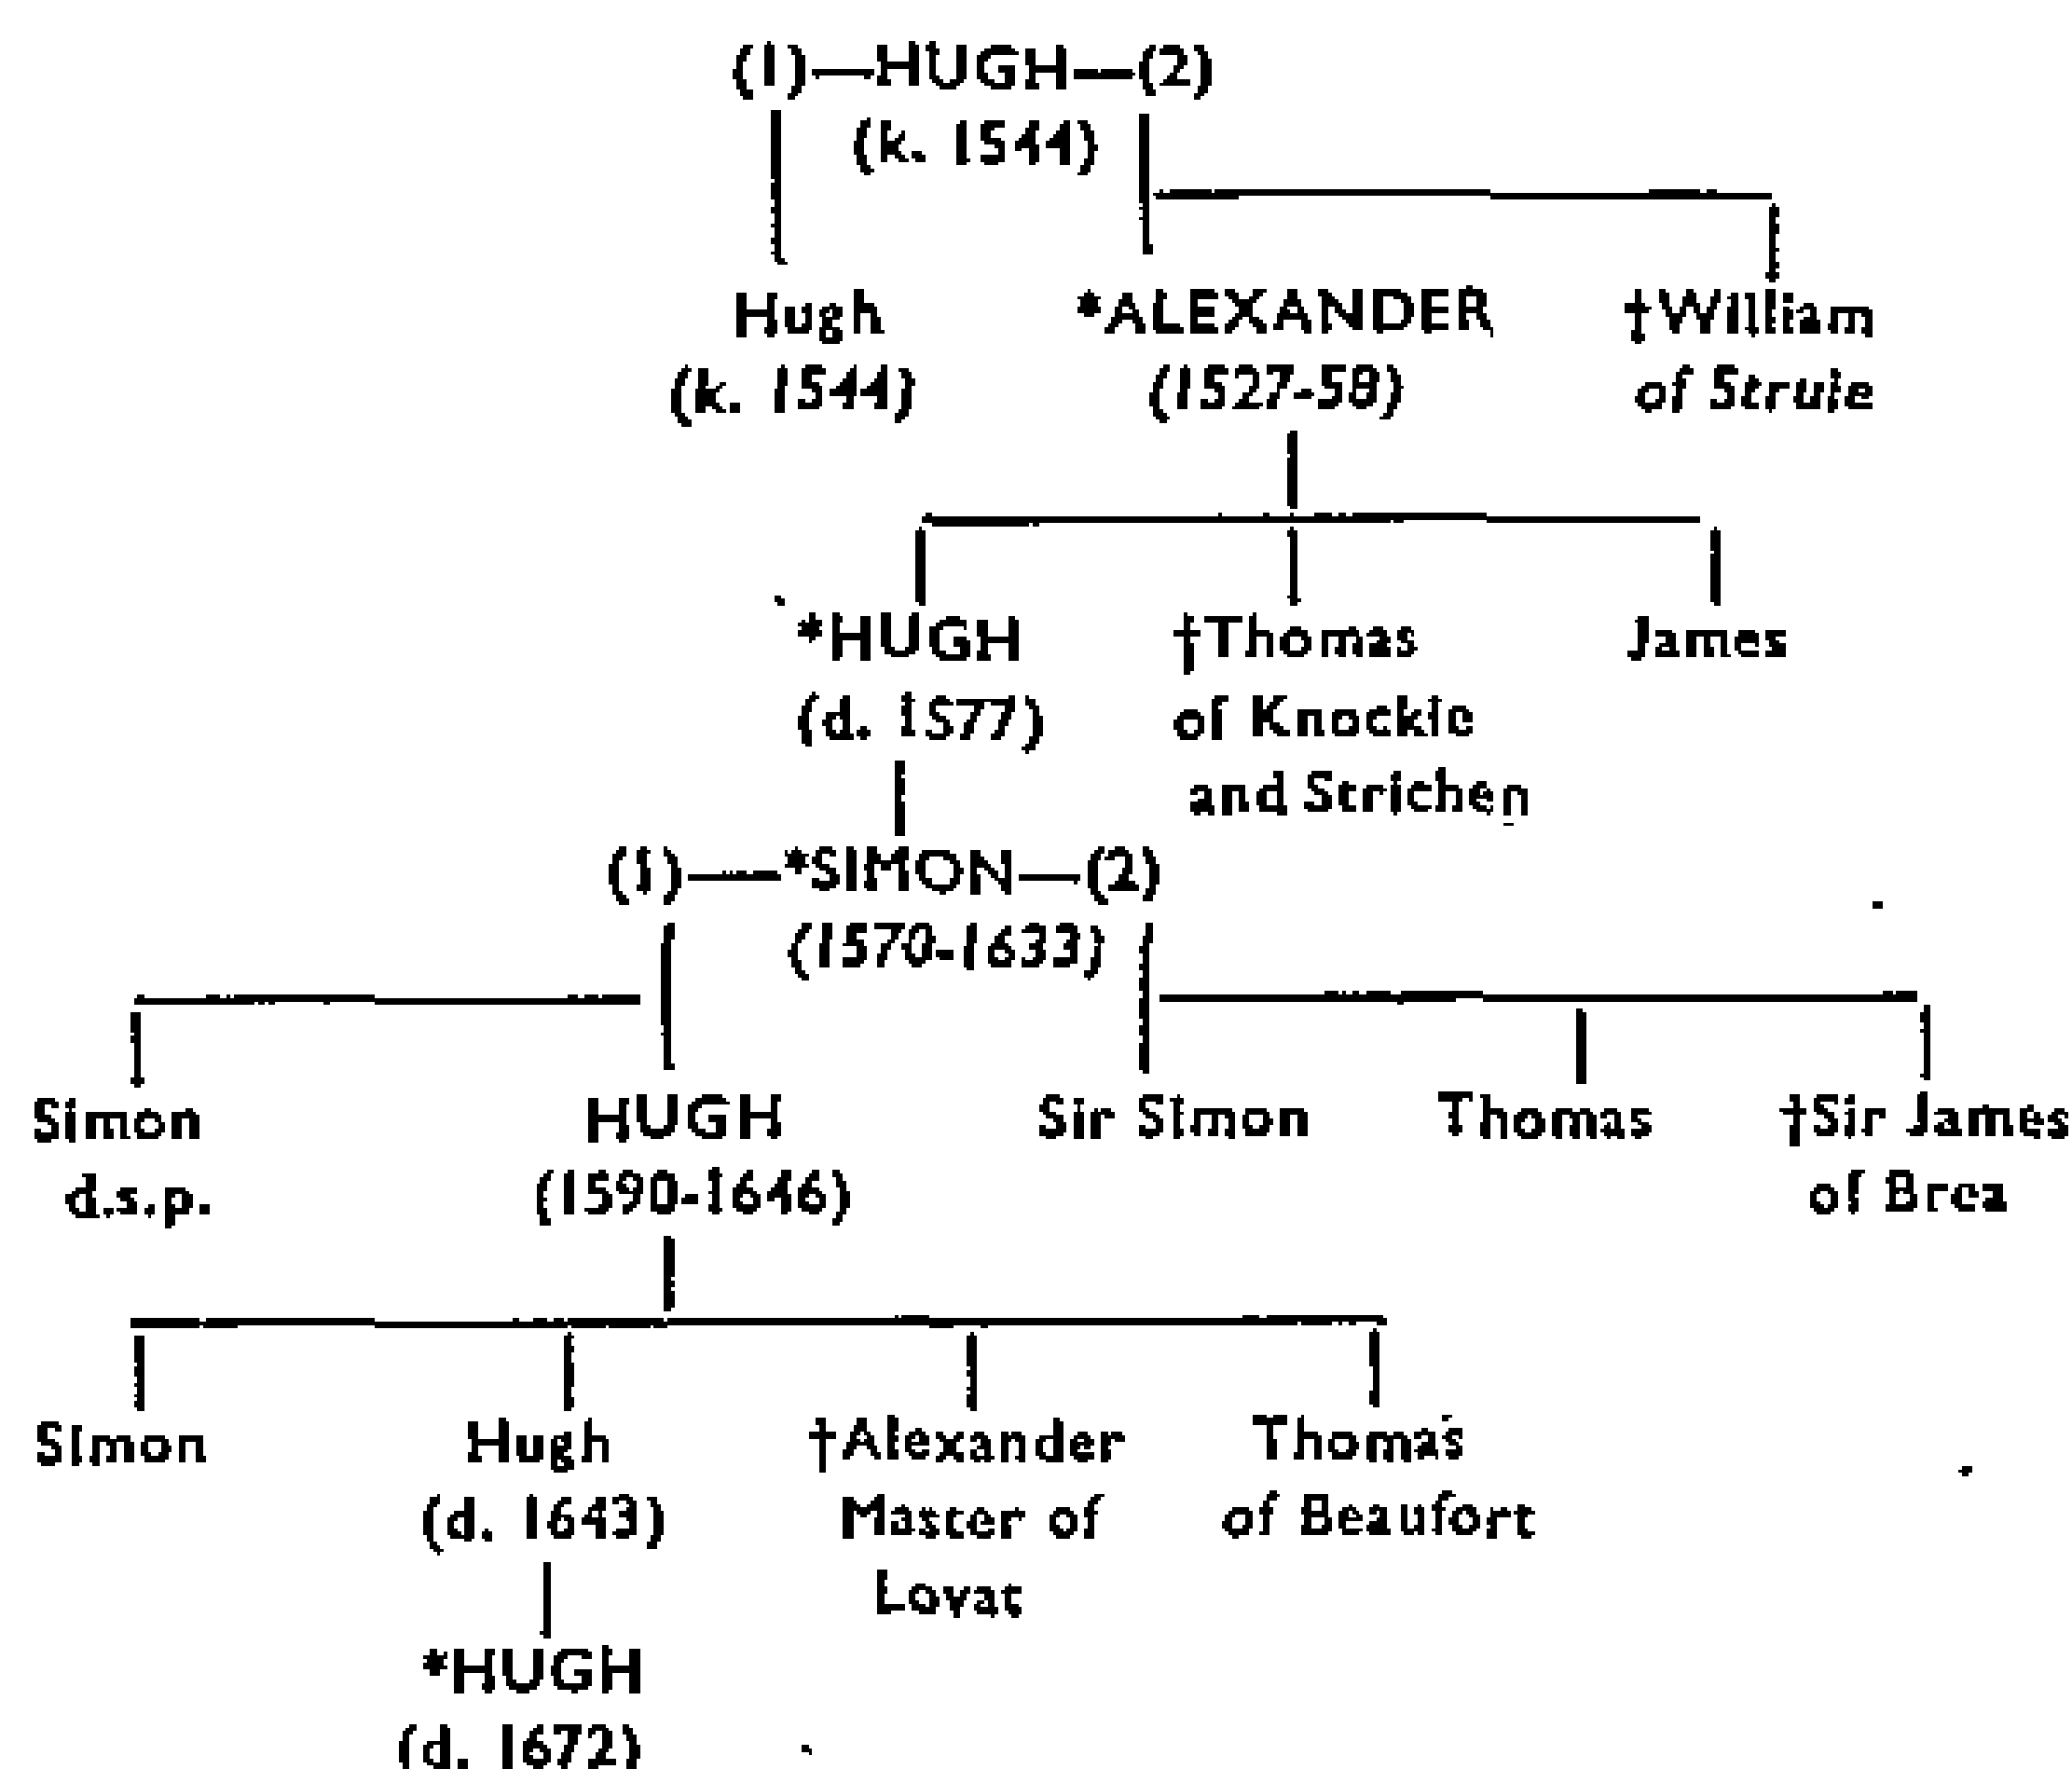 (1)—HUGH—(2)
(k. 1544)
Hugh *ALEXANDER †William
(k. 1544) (1527-58) of Struie
*HUGH †Thomas James
(d. 1577) of Knockie
and Strichen
(1)—*SIMON—(2)
(1570-1633)
Simon HUGH Sir Simon Thomas †Sir James
d.s.p. (1590-1646) of Brea
Simon Hugh †Alexander Thomas
(d. 1643) Master of of Beaufort
Lovat
*HUGH
(d. 1672)